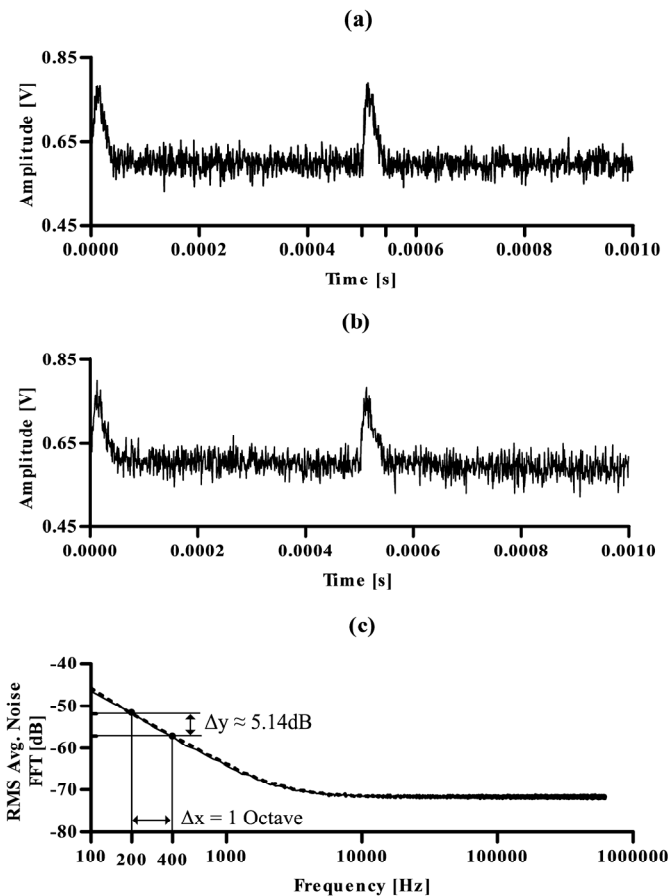 (a)
Amplitude [V]
0.85
0.65
0.45
0.0000 0.0002 0.0004 0.0006 0.0008 0.0010
Time [s]
(b)
Amplitude [V]
0.85
0.65
0.45
0.0000 0.0002 0.0004 0.0006 0.0008 0.0010
Time [s]
(c)
RMS Avg. Noise
FFT [dB]
-40
-50
-60
-70
-80
Δy ≈ 5.14dB
Δx = 1 Octave
100 200 400 1000 10000 100000 1000000
Frequency [Hz]